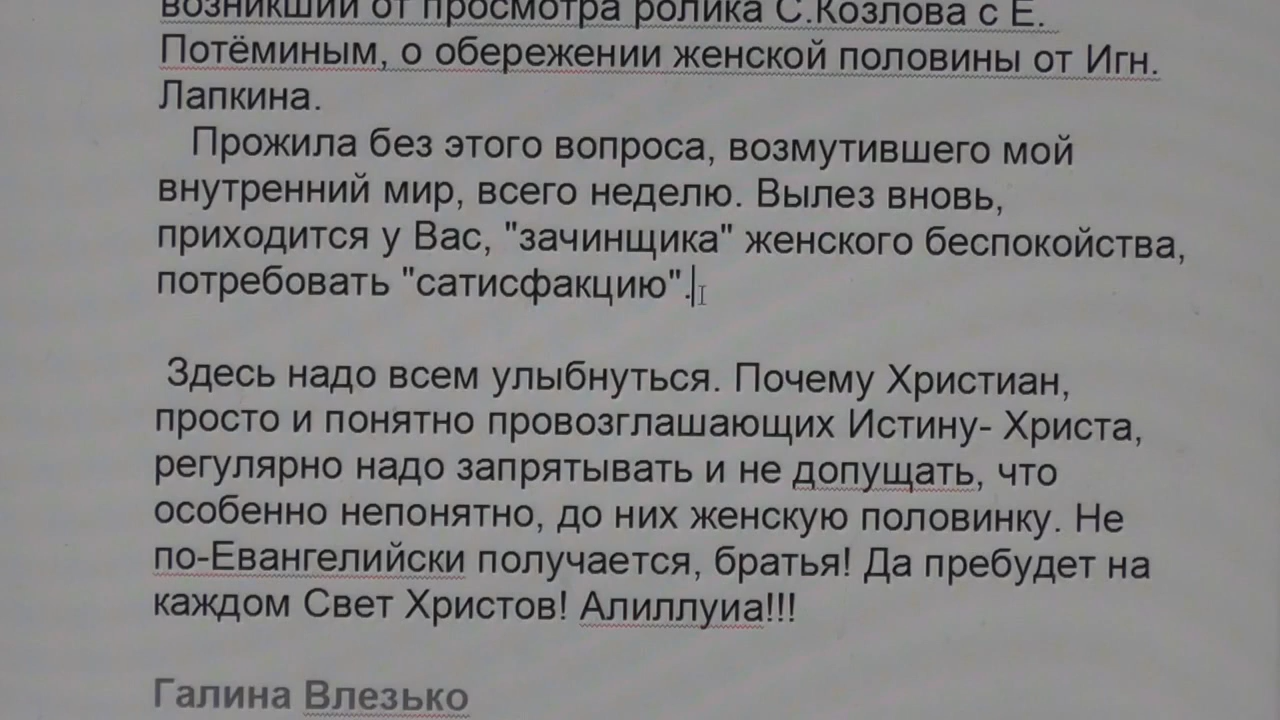 возникший от просмотра ролика С.Козлова с Е.
Потёминым, о обережении женской половины от Игн.
Лапкина.
Прожила без этого вопроса, возмутившего мой
внутренний мир, всего неделю. Вылез вновь,
приходится у Вас, "зачинщика" женского беспокойства,
потребовать "сатисфакцию".
Здесь надо всем улыбнуться. Почему Христиан,
просто и понятно провозглашающих Истину- Христа,
регулярно надо запрятывать и не допущать, что
особенно непонятно, до них женскую половинку. Не
по-Евангелийски получается, братья! Да пребудет на
каждом Свет Христов! Алиллуиа!!!
Галина Влезько